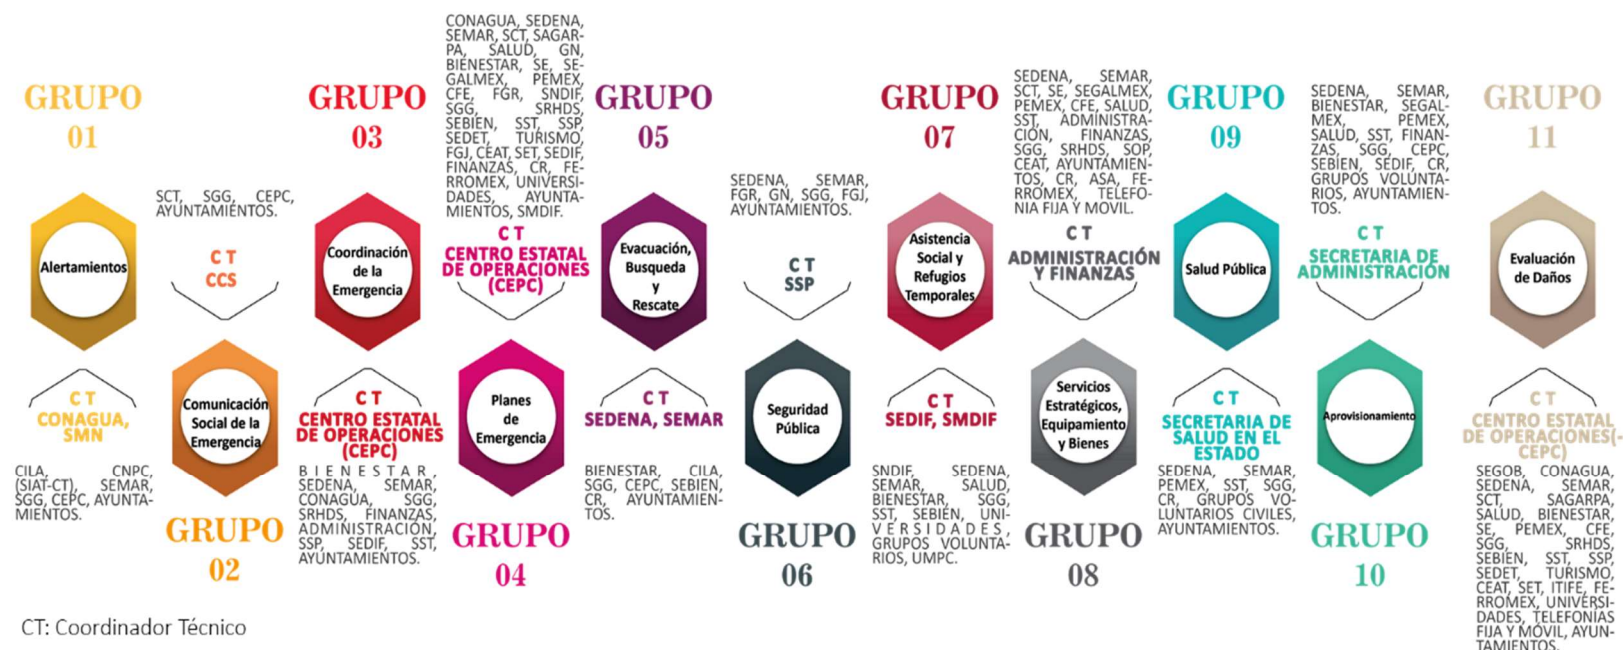 GRUPO
01
Alertamientos
C T
CONAGUA,
SMN
CILA, CNPC,
(SIAT-CT), SEMAR,
SGG, CEPC, AYUNTA-
MIENTOS.
SCT, SGG, CEPC,
AYUNTAMIENTOS.
C T
CCS
Comunicación
Social de la
Emergencia
GRUPO
02
GRUPO
03
Coordinación
de la
Emergencia
C T
CENTRO ESTATAL
DE OPERACIONES
(CEPC)
BIENESTAR,
SEDENA, SEMAR,
CONAGUA, SGG,
SRHDS, FINANZAS,
ADMINISTRACIÓN,
SSP, SEDIF, SST,
AYUNTAMIENTOS.
CONAGUA, SEDENA,
SEMAR, SCT, SAGAR-
PA, SALUD, GN,
BIENESTAR, SE, SE-
GALMEX, PEMEX,
CFE, FGR, SNDIF,
SGG, SRHDS,
SEBIEN, SST, SSP,
SEDET, TURISMO,
FGJ, CEAT, SET, SEDIF,
FINANZAS, CR, FE-
RROMEX, UNIVERSI-
DADES, AYUNTA-
MIENTOS, SMDIF.
C T
CENTRO ESTATAL
DE OPERACIONES
(CEPC)
Planes
de
Emergencia
GRUPO
04
GRUPO
05
Evacuación,
Busqueda
y
Rescate
C T
SEDENA, SEMAR
BIENESTAR, CILA,
SGG, CEPC, SEBIEN,
CR, AYUNTAMIEN-
TOS.
SEDENA, SEMAR,
FGR, GN, SGG, FGJ,
AYUNTAMIENTOS.
C T
SSP
Seguridad
Pública
GRUPO
06
GRUPO
07
Asistencia
Social y
Refugios
Temporales
C T
SEDIF, SMDIF
SNDIF, SEDENA,
SEMAR, SALUD,
BIENESTAR, SGG,
SST, SEBIEN, UNI-
VERSIDADES,
GRUPOS VOLUNTA-
RIOS, UMPC.
SEDENA, SEMAR,
SCT, SE, SEGALMEX,
PEMEX, CFE, SALUD,
SST, ADMINISTRA-
CIÓN, FINANZAS,
SGG, SRHDS, SOP,
CEAT, AYUNTAMIEN-
TOS, CR, ASA, FE-
RROMEX, TELEFO-
NIA FIJA Y MOVIL.
C T
ADMINISTRACIÓN
Y FINANZAS
Servicios
Estratégicos,
Equipamiento
y Bienes
GRUPO
08
GRUPO
09
Salud Pública
C T
SECRETARIA DE
SALUD EN EL
ESTADO
SEDENA, SEMAR,
PEMEX, SST, SGG,
CR, GRUPOS VO-
LUNTARIOS CIVILES,
AYUNTAMIENTOS.
SEDENA, SEMAR,
BIENESTAR, SEGAL-
MEX, PEMEX,
SALUD, SST, FINAN-
ZAS, SGG, CEPC,
SEBIEN, SEDIF, CR,
GRUPOS VOLUNTA-
RIOS, AYUNTAMIEN-
TOS.
C T
SECRETARIA DE
ADMINISTRACIÓN
Aprovisionamiento
GRUPO
10
GRUPO
11
Evaluación
de Daños
C T
CENTRO ESTATAL
DE OPERACIONES(-
CEPC)
SEGOB, CONAGUA,
SEDENA, SEMAR,
SCT, SAGARPA,
SALUD, BIENESTAR,
SE, PEMEX, CFE,
SGG, SRHDS,
SEBIEN, SST, SSP,
SEDET, TURISMO,
CEAT, SET, ITIFE, FE-
RROMEX, UNIVERSI-
DADES, TELEFONÍAS
FIJA Y MÓVIL, AYUN-
TAMIENTOS.
CT: Coordinador Técnico